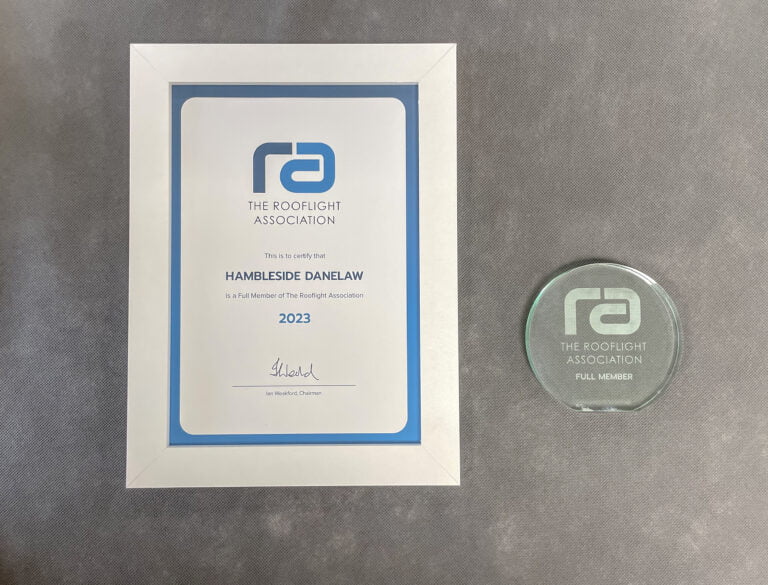 ra
THE ROOFLIGHT
ASSOCIATION
This is to certify that
HAMBLESIDE DANELAW
is a Full Member of The Rooflight Association
2023
Ian Weakford, Chairman
ra
THE ROOFLIGHT
ASSOCIATION
FULL MEMBER